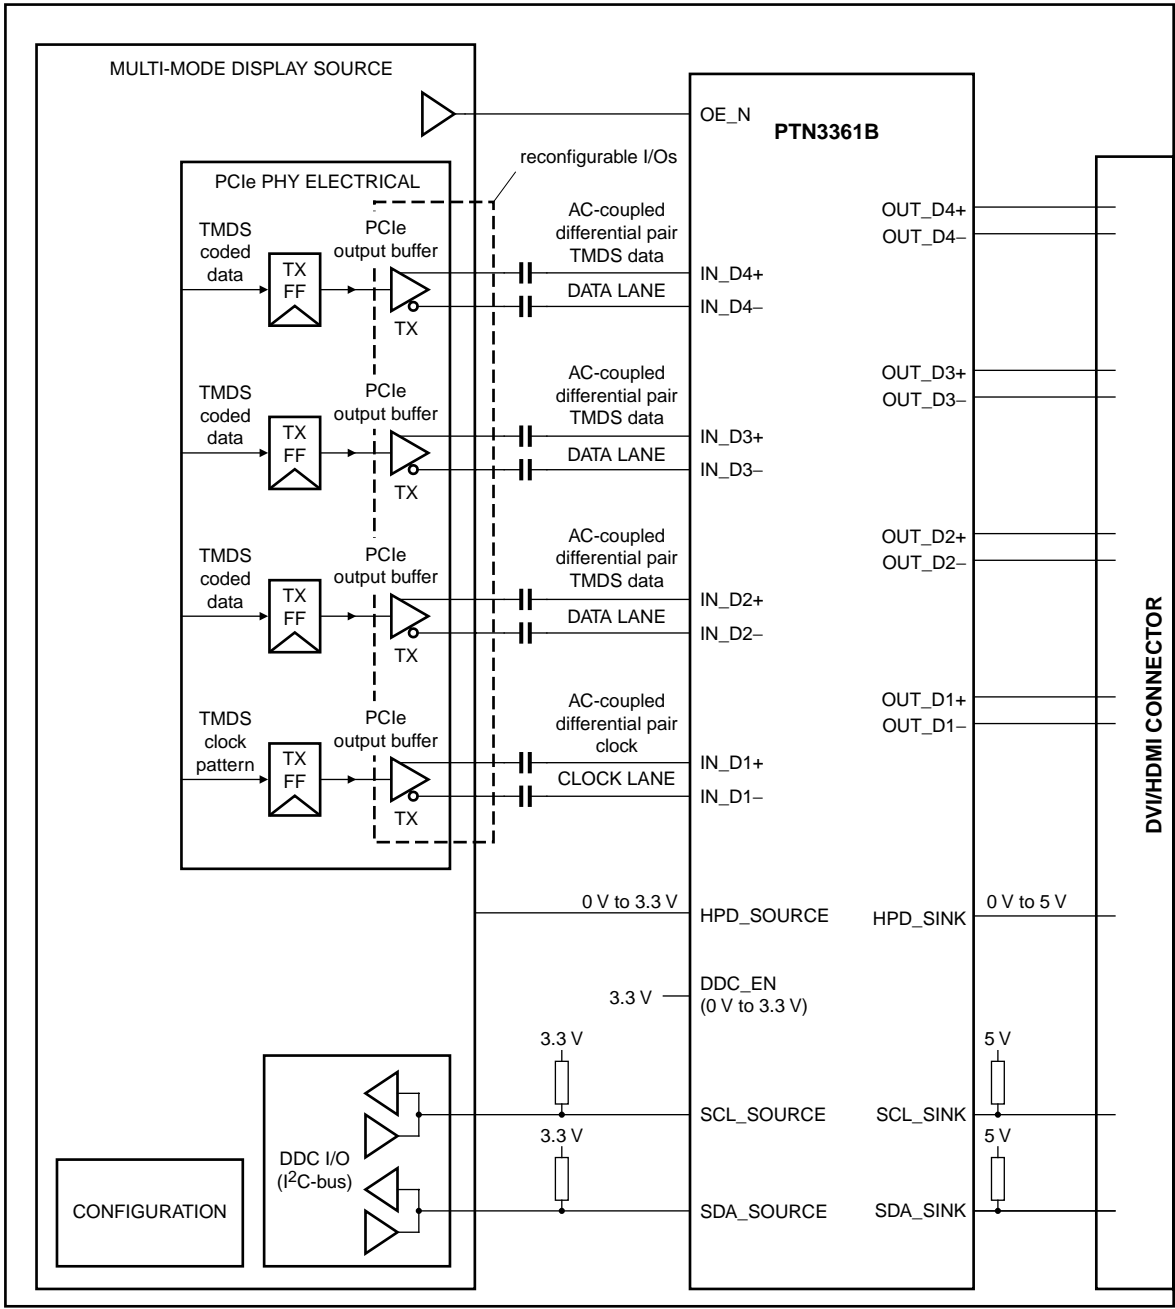 MULTI-MODE DISPLAY SOURCE
OE_N
PTN3361B
reconfigurable I/Os
PCIe PHY ELECTRICAL
TMDS
coded
data
TX
FF
PCIe
output buffer
TX
AC-coupled
differential pair
TMDS data
DATA LANE
IN_D4+
IN_D4−
OUT_D4+
OUT_D4−
TMDS
coded
data
TX
FF
PCIe
output buffer
TX
AC-coupled
differential pair
TMDS data
DATA LANE
IN_D3+
IN_D3−
OUT_D3+
OUT_D3−
TMDS
coded
data
TX
FF
PCIe
output buffer
TX
AC-coupled
differential pair
TMDS data
DATA LANE
IN_D2+
IN_D2−
OUT_D2+
OUT_D2−
TMDS
clock
pattern
TX
FF
PCIe
output buffer
TX
AC-coupled
differential pair
clock
CLOCK LANE
IN_D1+
IN_D1−
OUT_D1+
OUT_D1−
DVI/HDMI CONNECTOR
0 V to 3.3 V
HPD_SOURCE
HPD_SINK
0 V to 5 V
3.3 V
DDC_EN
(0 V to 3.3 V)
3.3 V
5 V
SCL_SOURCE
SCL_SINK
3.3 V
5 V
DDC I/O
(I²C-bus)
SDA_SOURCE
SDA_SINK
CONFIGURATION